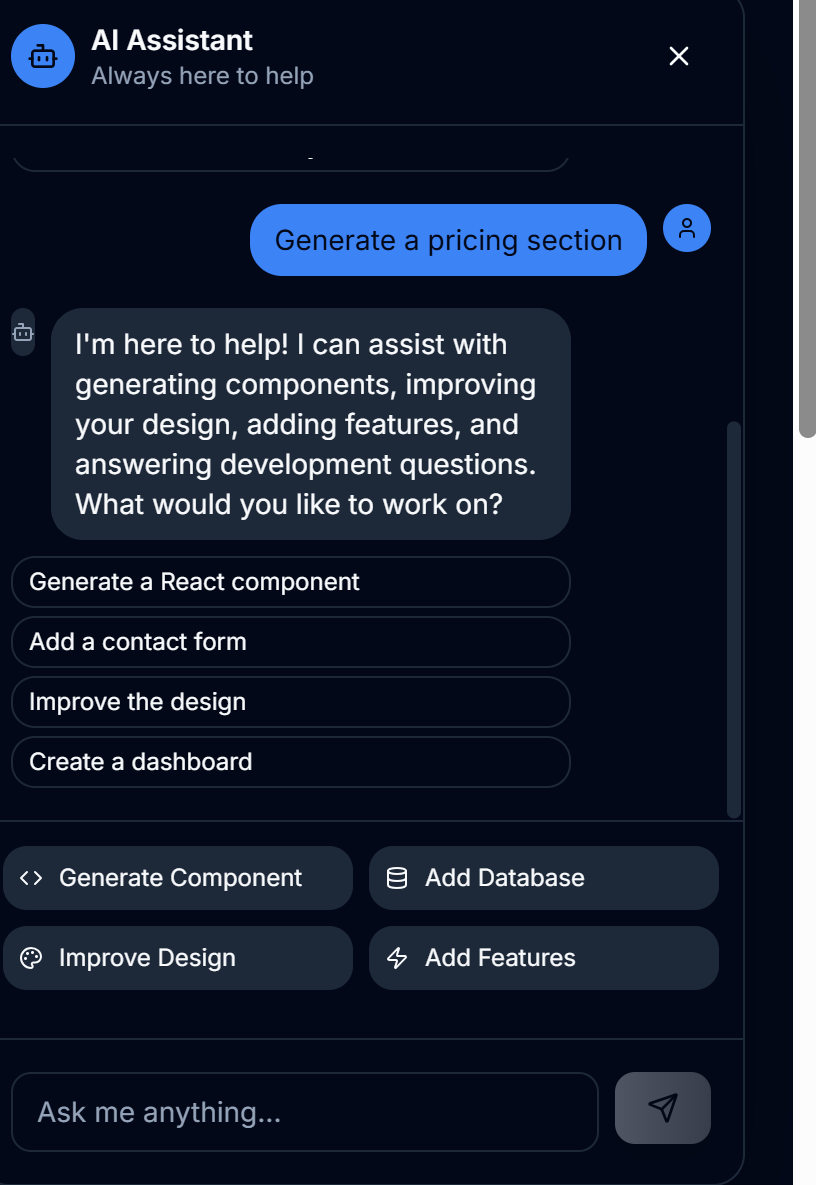 AI Assistant
Always here to help
Generate a pricing section
I'm here to help! I can assist with
generating components, improving
your design, adding features, and
answering development questions.
What would you like to work on?
Generate a React component
Add a contact form
Improve the design
Create a dashboard
Generate Component
Add Database
Improve Design
Add Features
Ask me anything...